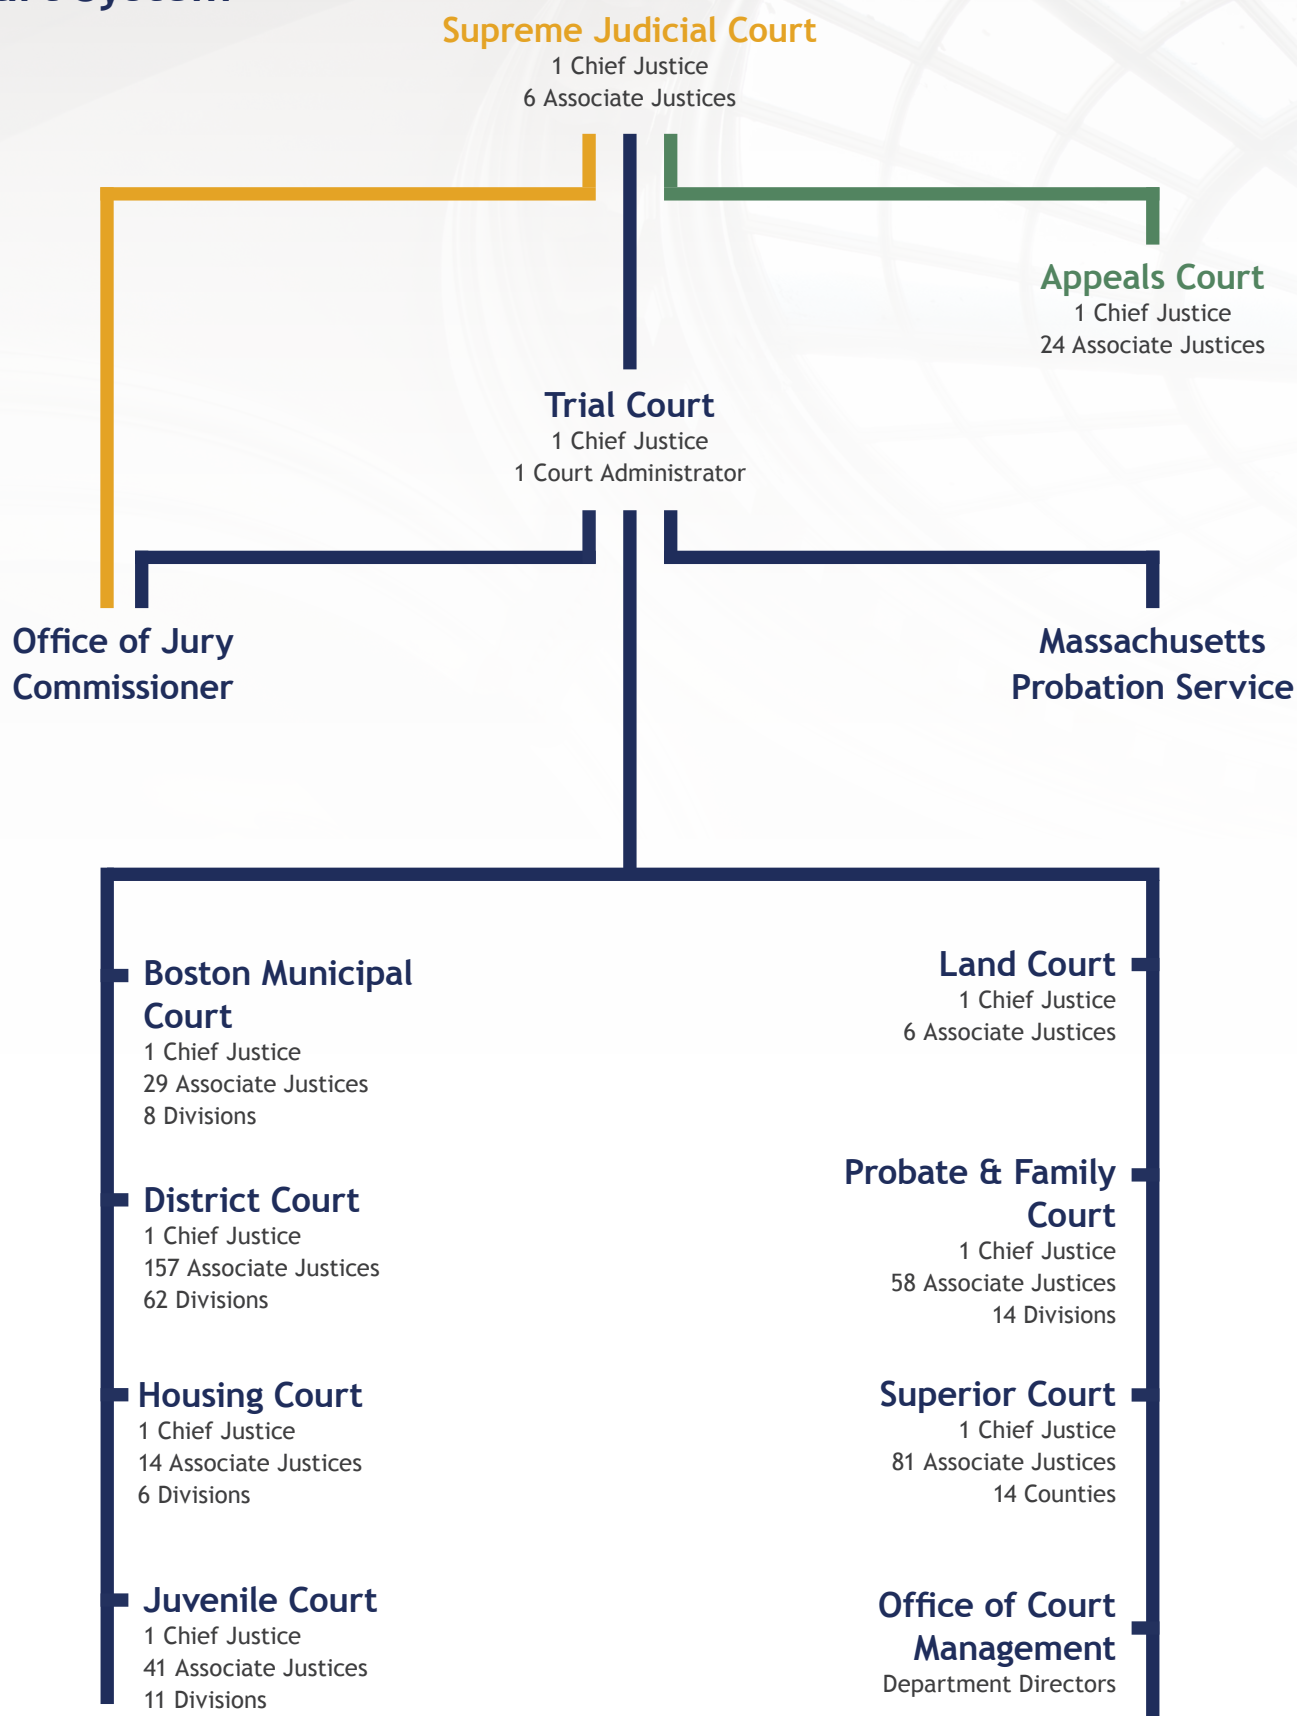 System
Supreme Judicial Court
1 Chief Justice
6 Associate Justices
Appeals Court
1 Chief Justice
24 Associate Justices
Trial Court
1 Chief Justice
1 Court Administrator
Office of Jury
Commissioner
Massachusetts
Probation Service
Boston Municipal
Court
1 Chief Justice
29 Associate Justices
8 Divisions
District Court
1 Chief Justice
157 Associate Justices
62 Divisions
Housing Court
1 Chief Justice
14 Associate Justices
6 Divisions
Juvenile Court
1 Chief Justice
41 Associate Justices
11 Divisions
Land Court
1 Chief Justice
6 Associate Justices
Probate & Family
Court
1 Chief Justice
58 Associate Justices
14 Divisions
Superior Court
1 Chief Justice
81 Associate Justices
14 Counties
Office of Court
Management
Department Directors